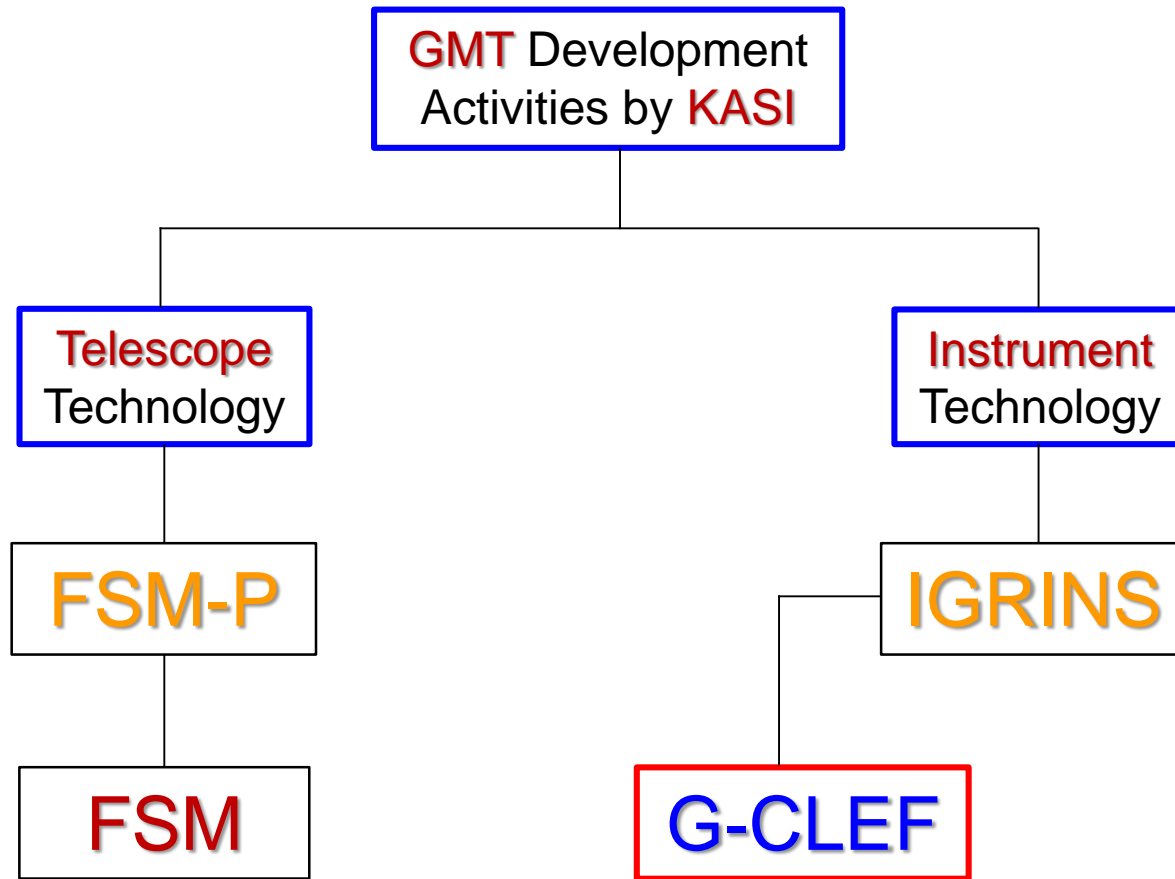 GMT Development
Activities by KASI
Telescope
Technology
Instrument
Technology
FSM-P
IGRINS
FSM
G-CLEF